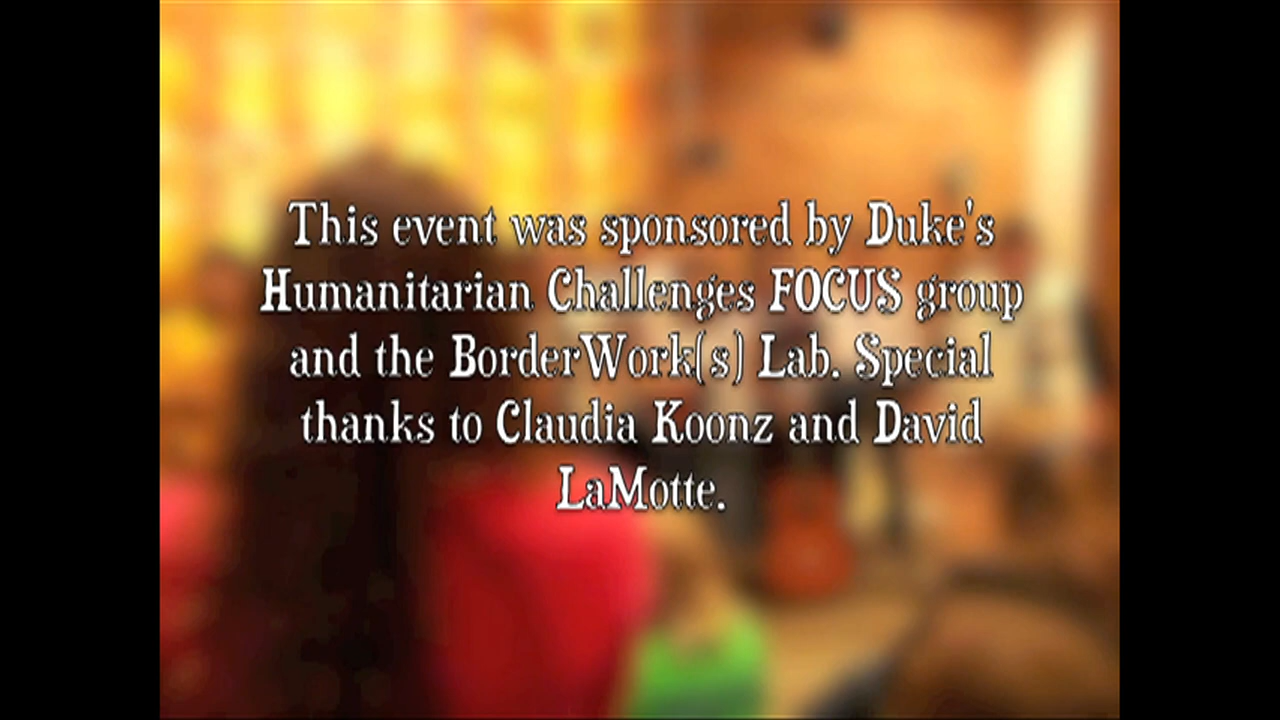 This event was sponsored by Duke's
Humanitarian Challenges FOCUS group
and the BorderWork(s) Lab. Special
thanks to Claudia Koonz and David
LaMotte.